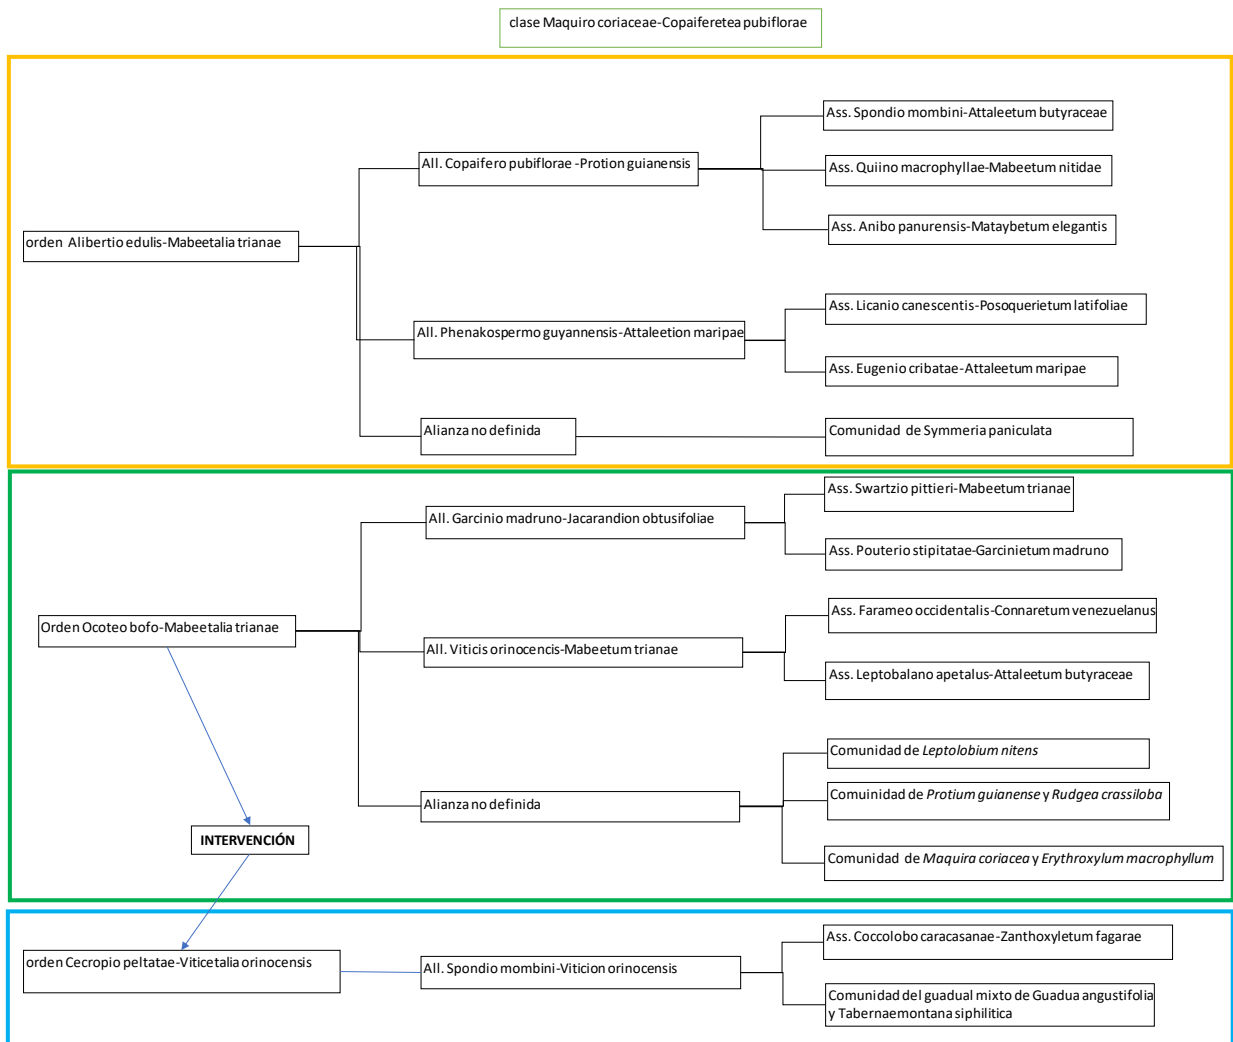 clase Maquiro coriaceae-Copaiferetea pubiflorae
orden Alibertio edulis-Mabeetalia trianae
All. Copaifero pubiflorae -Protion guianensis
Ass. Spondio mombini-Attaleetum butyraceae
Ass. Quiino macrophyllae-Mabeetum nitidae
Ass. Anibo panurensis-Mataybetum elegantis
All. Phenakospermo guyannensis-Attaleetion maripae
Ass. Licanio canescentis-Posoquerietum latifoliae
Ass. Eugenio cribatae-Attaleetum maripae
Alianza no definida
Comunidad de Symmeria paniculata
Orden Ocoteo bofo-Mabeetalia trianae
All. Garcinio madruno-Jacarandion obtusifoliae
Ass. Swartzio pittieri-Mabeetum trianae
Ass. Pouterio stipitatae-Garcinietum madruno
All. Viticis orinocencis-Mabeetum trianae
Ass. Farameo occidentalis-Connaretum venezuelanus
Ass. Leptobalano apetalus-Attaleetum butyraceae
Alianza no definida
Comunidad de Leptolobium nitens
Comuinidad de Protium guianense y Rudgea crassiloba
Comunidad de Maquira coriacea y Erythroxylum macrophyllum
INTERVENCIÓN
orden Cecropio peltatae-Viticetalia orinocensis
All. Spondio mombini-Viticion orinocensis
Ass. Coccolobo caracasanae-Zanthoxyletum fagarae
Comunidad del guadual mixto de Guadua angustifolia
y Tabernaemontana siphilitica